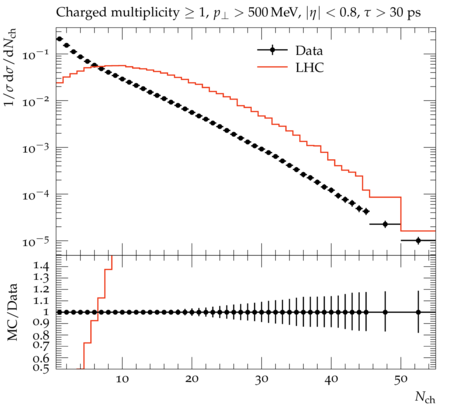 Charged multiplicity ≥ 1, p⊥ > 500 MeV, |η| < 0.8, τ > 30 ps
1/σ dσ/dNch
10⁻¹
10⁻²
10⁻³
10⁻⁴
10⁻⁵
Data
LHC
MC/Data
1.4
1.3
1.2
1.1
1
0.9
0.8
0.7
0.6
0.5
10 20 30 40 50
Nch